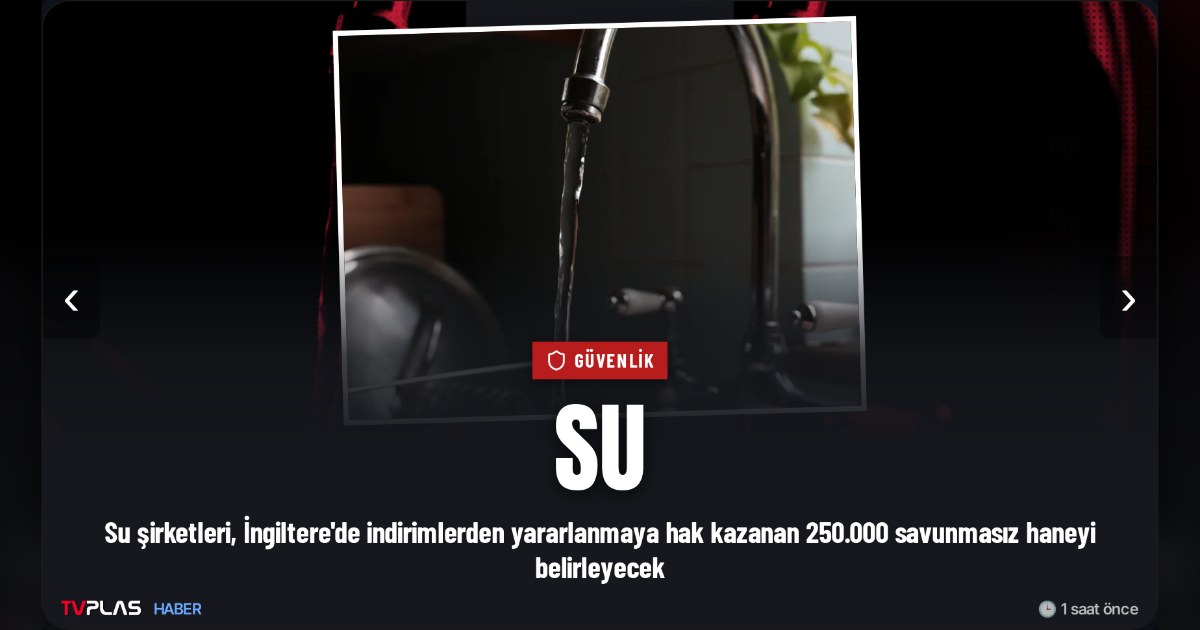 GÜVENLİK
SU
Su şirketleri, İngiltere'de indirimlerden yararlanmaya hak kazanan 250.000 savunmasız haneyi
belirleyecek
TVPLAS HABER
1 saat önce